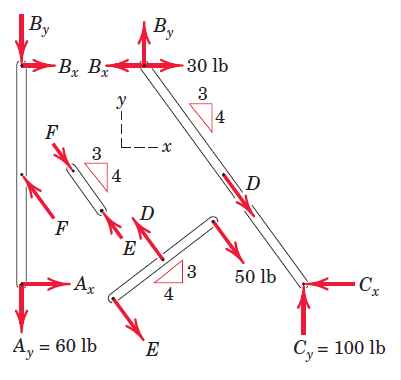 B_y B_y
B_x B_x 30 lb
y 3
F 3 4
4 x
D
F D
E
A_x 3 50 lb C_x
4
A_y = 60 lb E C_y = 100 lb